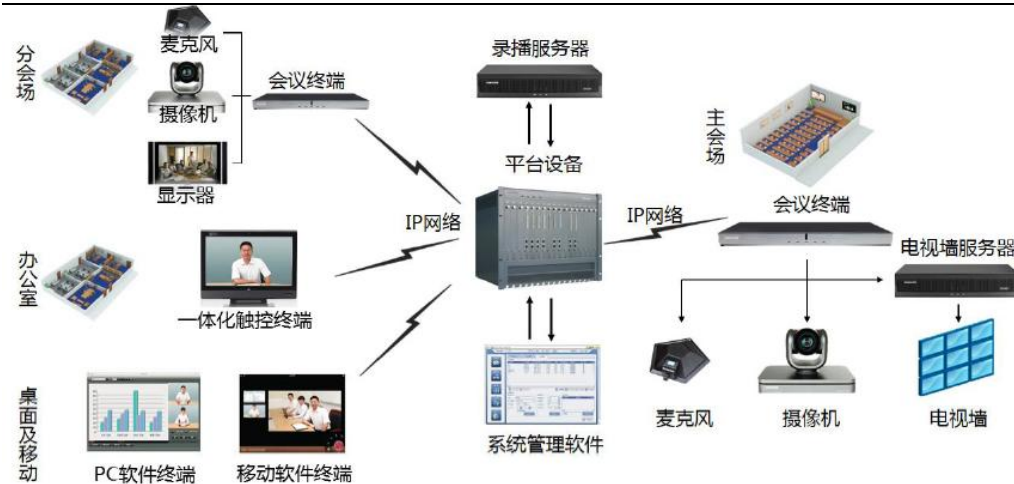 分会场
麦克风
摄像机
显示器
会议终端
录播服务器
平台设备
主会场
会议终端
IP网络
IP网络
电视墙服务器
办公室
一体化触控终端
麦克风
摄像机
电视墙
系统管理软件
桌面及移动
PC软件终端
移动软件终端